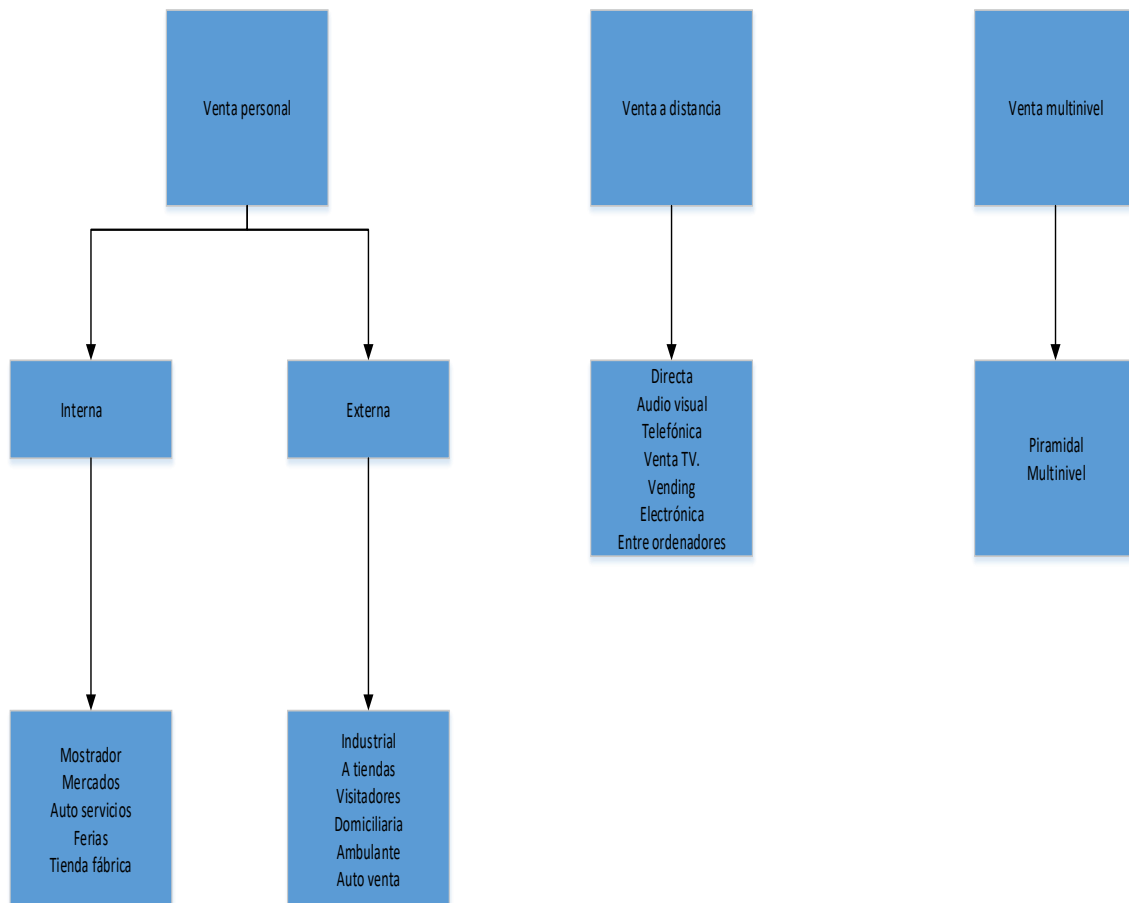 Venta personal
Venta a distancia
Venta multinivel
Interna
Externa
Directa
Audio visual
Telefónica
Venta TV.
Vending
Electrónica
Entre ordenadores
Piramidal
Multinivel
Mostrador
Mercados
Auto servicios
Ferias
Tienda fábrica
Industrial
A tiendas
Visitadores
Domiciliaria
Ambulante
Auto venta